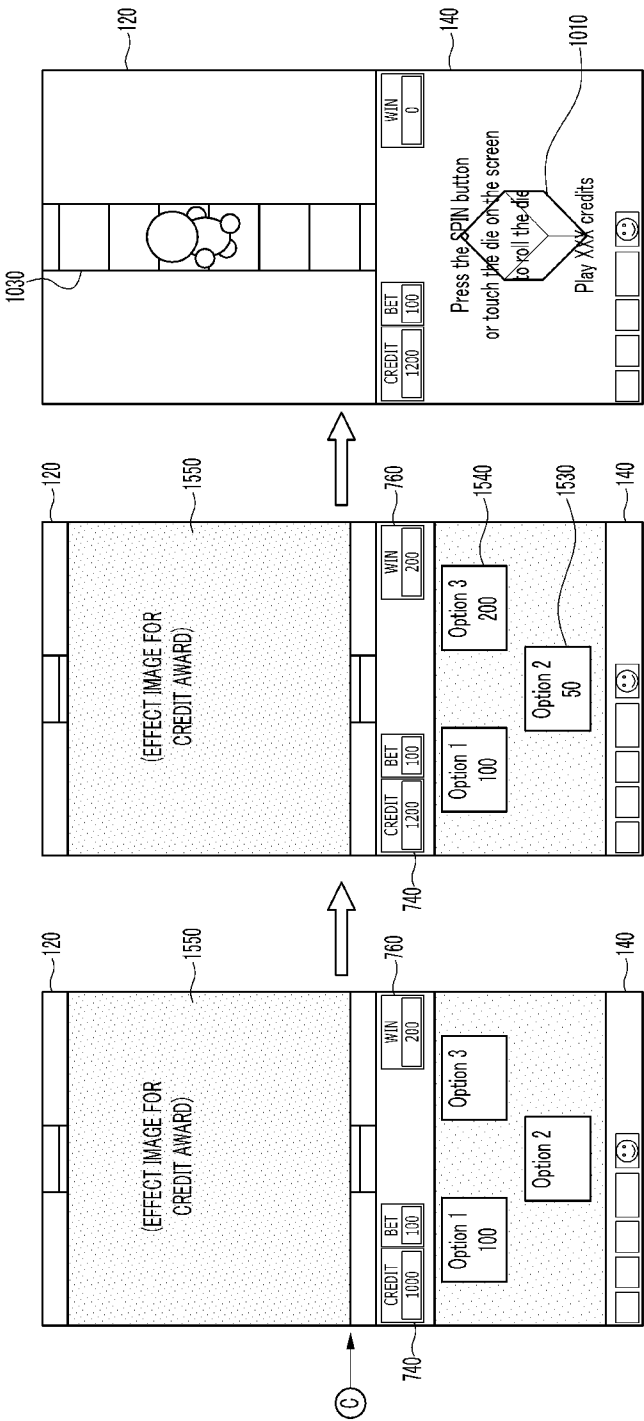 120
1550
(EFFECT IMAGE FOR
CREDIT AWARD)
760
740
CREDIT
1000
BET
100
WIN
200
Option 1
100
Option 2
Option 3
140
C
120
1550
(EFFECT IMAGE FOR
CREDIT AWARD)
760
740
CREDIT
1200
BET
100
WIN
200
1540
Option 1
100
Option 2
50
Option 3
200
1530
140
1030
120
CREDIT
1200
BET
100
WIN
0
140
Press the SPIN button
or touch the die on the screen
to roll the die
Play XXX credits
1010